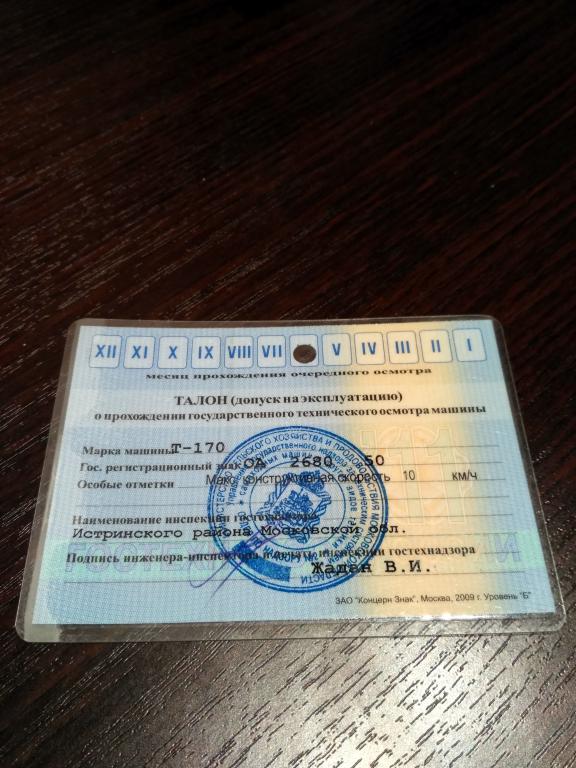 XII XI X IX VIII VII V IV III II I
месяц прохождения очередного осмотра
ТАЛОН (допуск на эксплуатацию)
о прохождении государственного технического осмотра машины
Марка машины Т-170
Гос. регистрационный знак ОА 2680 50
Особые отметки Макс. конструктивная скорость 10 км/ч
Наименование инспекции гостехнадзора
Истринского района Московской обл.
Подпись инженера-инспектора и печать инспекции гостехнадзора
Жадан В.И.
ЗАО "Концерн Знак", Москва, 2009 г. Уровень "Б"